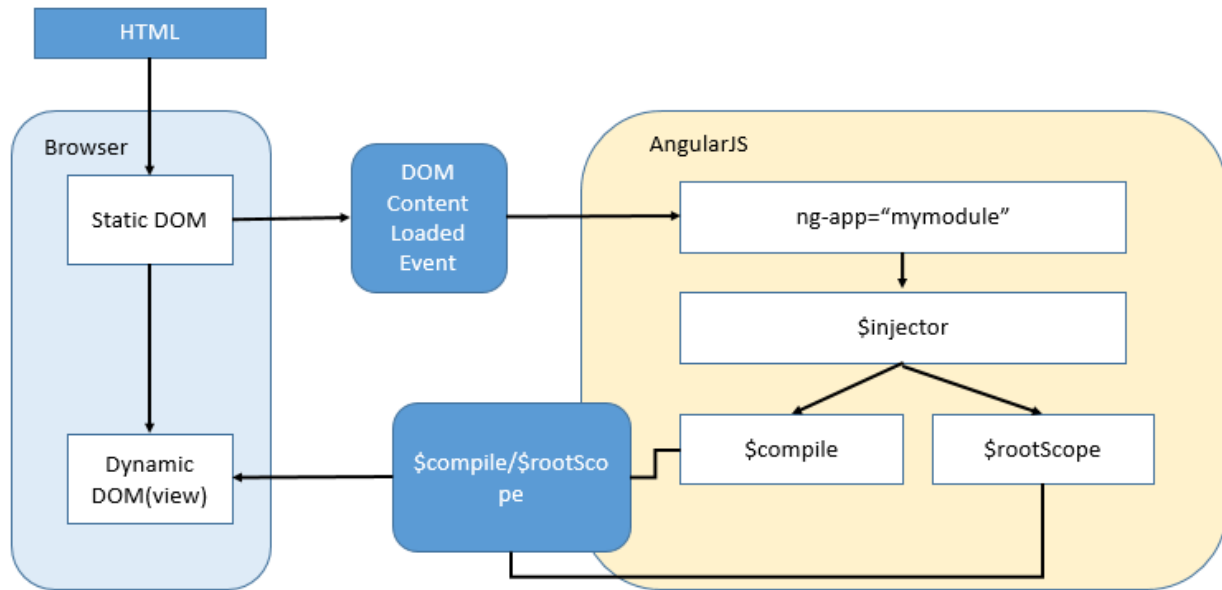 HTML
Browser
Static DOM
DOM
Content
Loaded
Event
AngularJS
ng-app=“mymodule”
$injector
$compile
$rootScope
$compile/$rootSco
pe
Dynamic
DOM(view)